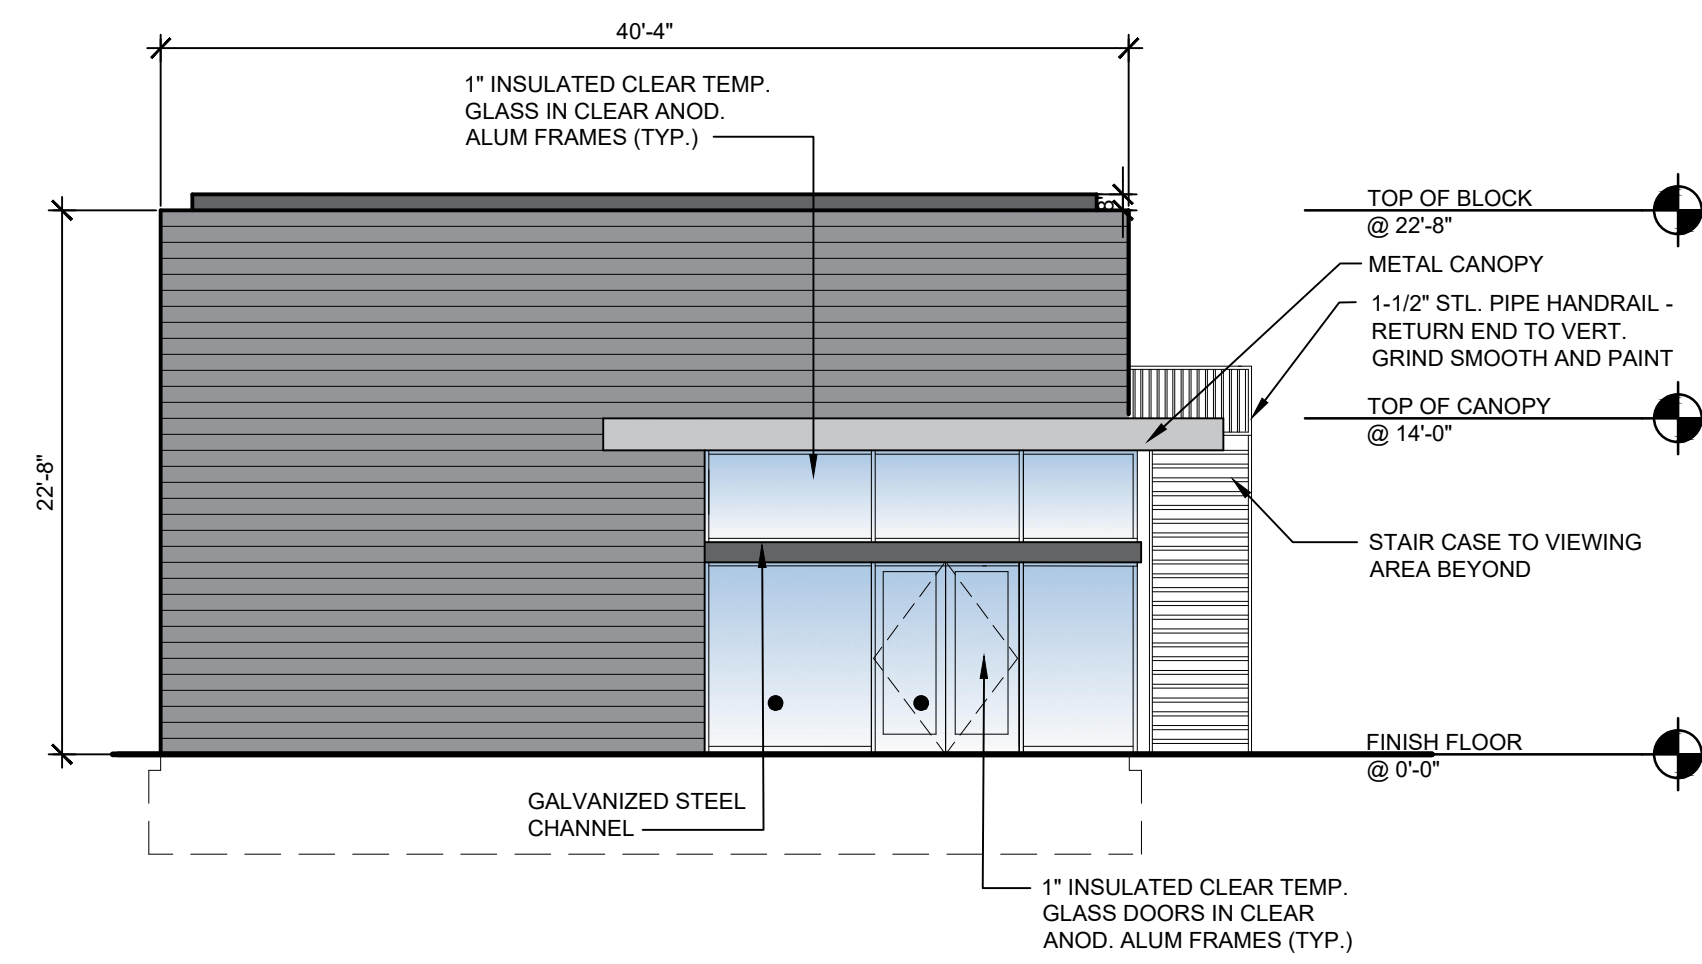 40'-4"
1" INSULATED CLEAR TEMP.
GLASS IN CLEAR ANOD.
ALUM FRAMES (TYP.)
8"
TOP OF BLOCK
@ 22'-8"
METAL CANOPY
1-1/2" STL. PIPE HANDRAIL -
RETURN END TO VERT.
GRIND SMOOTH AND PAINT
TOP OF CANOPY
@ 14'-0"
22'-8"
STAIR CASE TO VIEWING
AREA BEYOND
FINISH FLOOR
@ 0'-0"
GALVANIZED STEEL
CHANNEL
1" INSULATED CLEAR TEMP.
GLASS DOORS IN CLEAR
ANOD. ALUM FRAMES (TYP.)